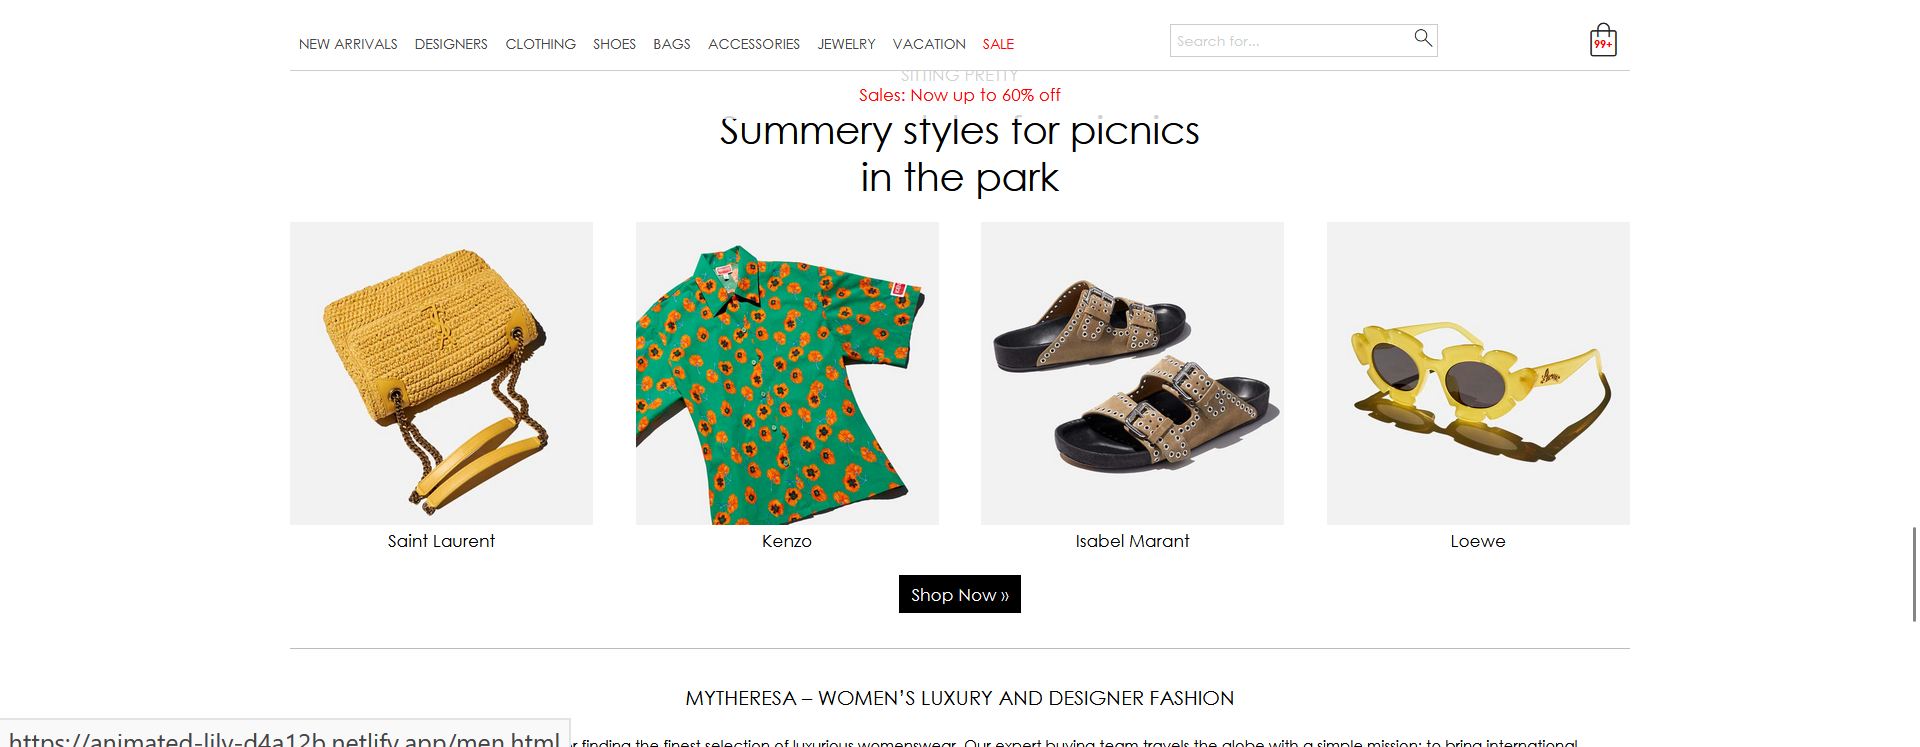 NEW ARRIVALS DESIGNERS CLOTHING SHOES BAGS ACCESSORIES JEWELRY VACATION SALE Search for... 99+
SITTING PRETTY
Sales: Now up to 60% off
Summery styles for picnics
in the park
Saint Laurent Kenzo Isabel Marant Loewe
Shop Now »
MYTHERESA – WOMEN'S LUXURY AND DESIGNER FASHION
finding the finest selection of luxurious womenswear. Our expert buying team travels the globe with a simple mission: to bring international
https://animated-lily-d4a12b.netlify.app/men.html